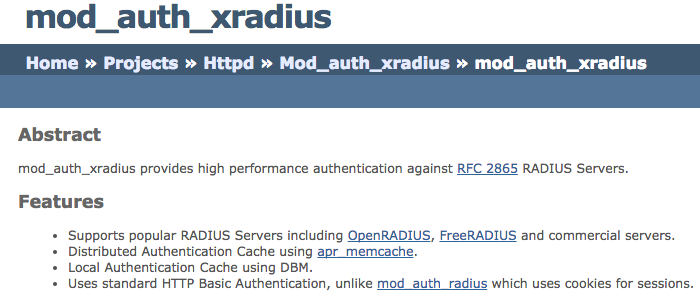 mod_auth_xradius
Home » Projects » Httpd » Mod_auth_xradius » mod_auth_xradius
Abstract
mod_auth_xradius provides high performance authentication against RFC 2865 RADIUS Servers.
Features
• Supports popular RADIUS Servers including OpenRADIUS, FreeRADIUS and commercial servers.
• Distributed Authentication Cache using apr_memcache.
• Local Authentication Cache using DBM.
• Uses standard HTTP Basic Authentication, unlike mod_auth_radius which uses cookies for sessions.